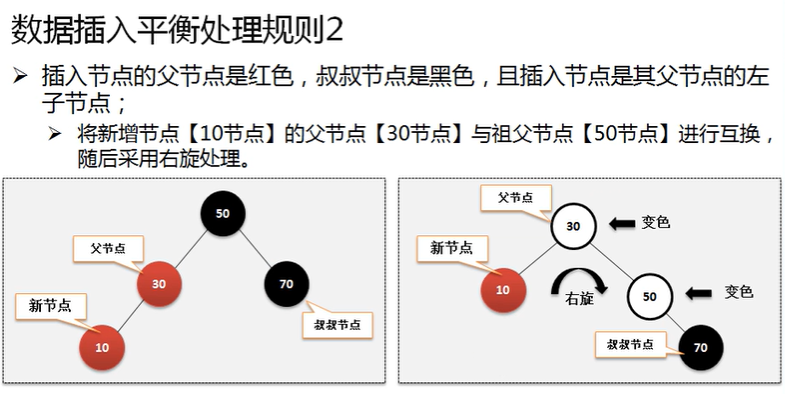 数据插入平衡处理规则2
插入节点的父节点是红色，叔叔节点是黑色，且插入节点是其父节点的左
子节点；
将新增节点【10节点】的父节点【30节点】与祖父节点【50节点】进行互换，
随后采用右旋处理。
50
父节点
30
70
新节点
叔叔节点
10
父节点
30
变色
新节点
10
右旋
50
变色
叔叔节点
70